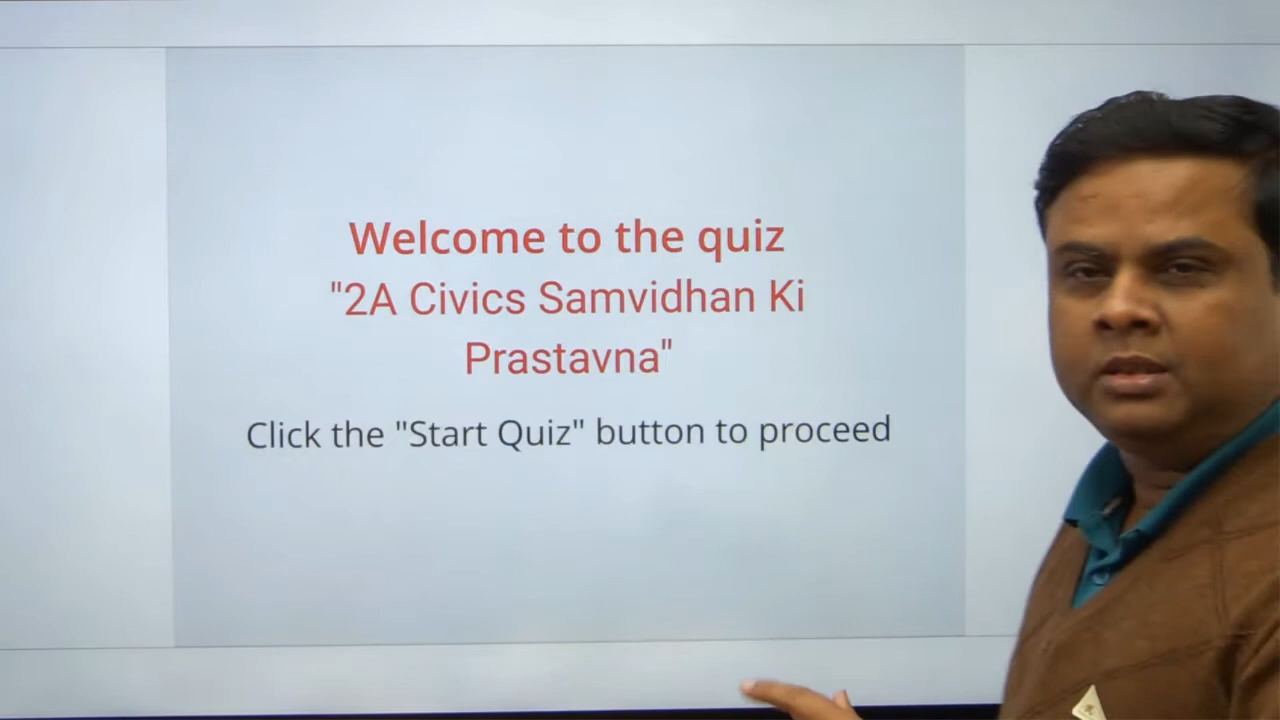 Welcome to the quiz
"2A Civics Samvidhan Ki
Prastavna"
Click the "Start Quiz" button to proceed